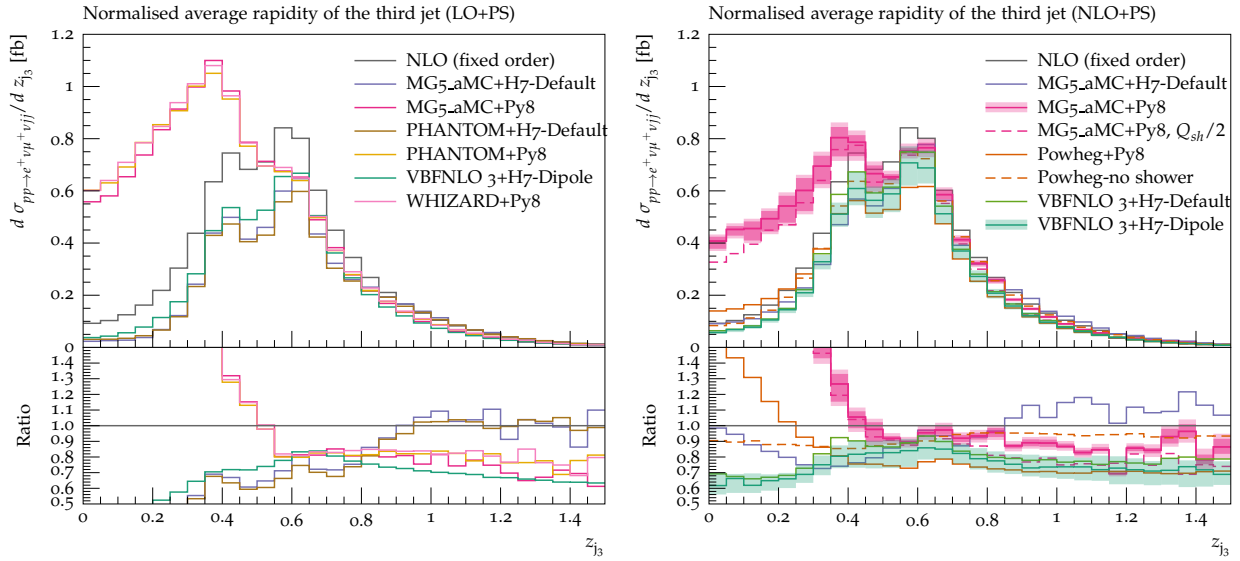 Normalised average rapidity of the third jet (LO+PS)
d σ_{pp→e⁺νμ⁺νjj}/d z_{j₃} [fb]
1.2
1
0.8
0.6
0.4
0.2
0
NLO (fixed order)
MG5_aMC+H7-Default
MG5_aMC+Py8
PHANTOM+H7-Default
PHANTOM+Py8
VBFNLO 3+H7-Dipole
WHIZARD+Py8
Ratio
1.4
1.3
1.2
1.1
1.0
0.9
0.8
0.7
0.6
0.5
0 0.2 0.4 0.6 0.8 1 1.2 1.4
z_{j₃}
Normalised average rapidity of the third jet (NLO+PS)
d σ_{pp→e⁺νμ⁺νjj}/d z_{j₃} [fb]
1.2
1
0.8
0.6
0.4
0.2
0
NLO (fixed order)
MG5_aMC+H7-Default
MG5_aMC+Py8
MG5_aMC+Py8, Q_{sh}/2
Powheg+Py8
Powheg-no shower
VBFNLO 3+H7-Default
VBFNLO 3+H7-Dipole
Ratio
1.4
1.3
1.2
1.1
1.0
0.9
0.8
0.7
0.6
0.5
0 0.2 0.4 0.6 0.8 1 1.2 1.4
z_{j₃}